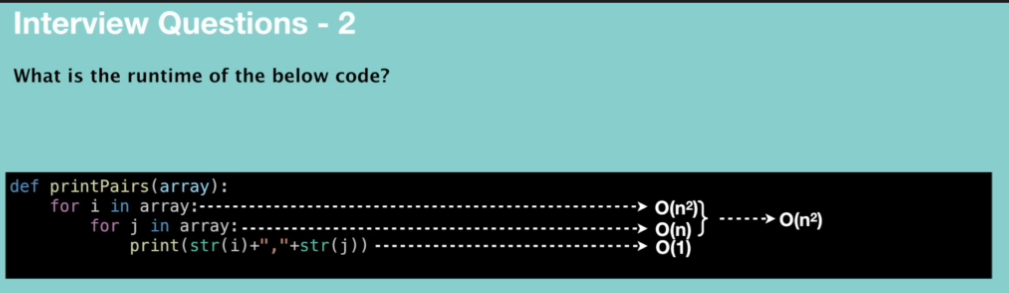 Interview Questions - 2
What is the runtime of the below code?
def printPairs(array):
for i in array: O(n²)
for j in array: O(n)
print(str(i)+","+str(j)) O(1)
O(n²)